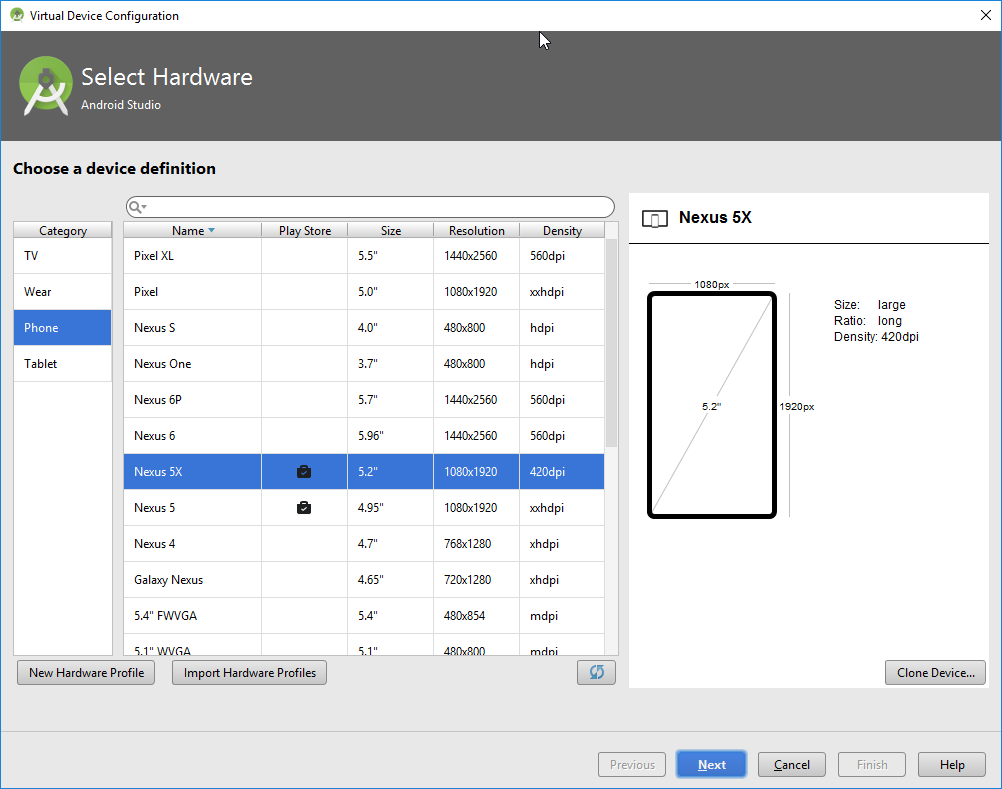 Virtual Device Configuration
Select Hardware
Android Studio
Choose a device definition
Category
TV
Wear
Phone
Tablet
Name Play Store Size Resolution Density
Pixel XL 5.5" 1440x2560 560dpi
Pixel 5.0" 1080x1920 xxhdpi
Nexus S 4.0" 480x800 hdpi
Nexus One 3.7" 480x800 hdpi
Nexus 6P 5.7" 1440x2560 560dpi
Nexus 6 5.96" 1440x2560 560dpi
Nexus 5X 5.2" 1080x1920 420dpi
Nexus 5 4.95" 1080x1920 xxhdpi
Nexus 4 4.7" 768x1280 xhdpi
Galaxy Nexus 4.65" 720x1280 xhdpi
5.4" FWVGA 5.4" 480x854 mdpi
5.1" WVGA 5.1" 480x800 mdpi
New Hardware Profile Import Hardware Profiles
Nexus 5X
1080px
5.2"
1920px
Size: large
Ratio: long
Density: 420dpi
Clone Device...
Previous Next Cancel Finish Help